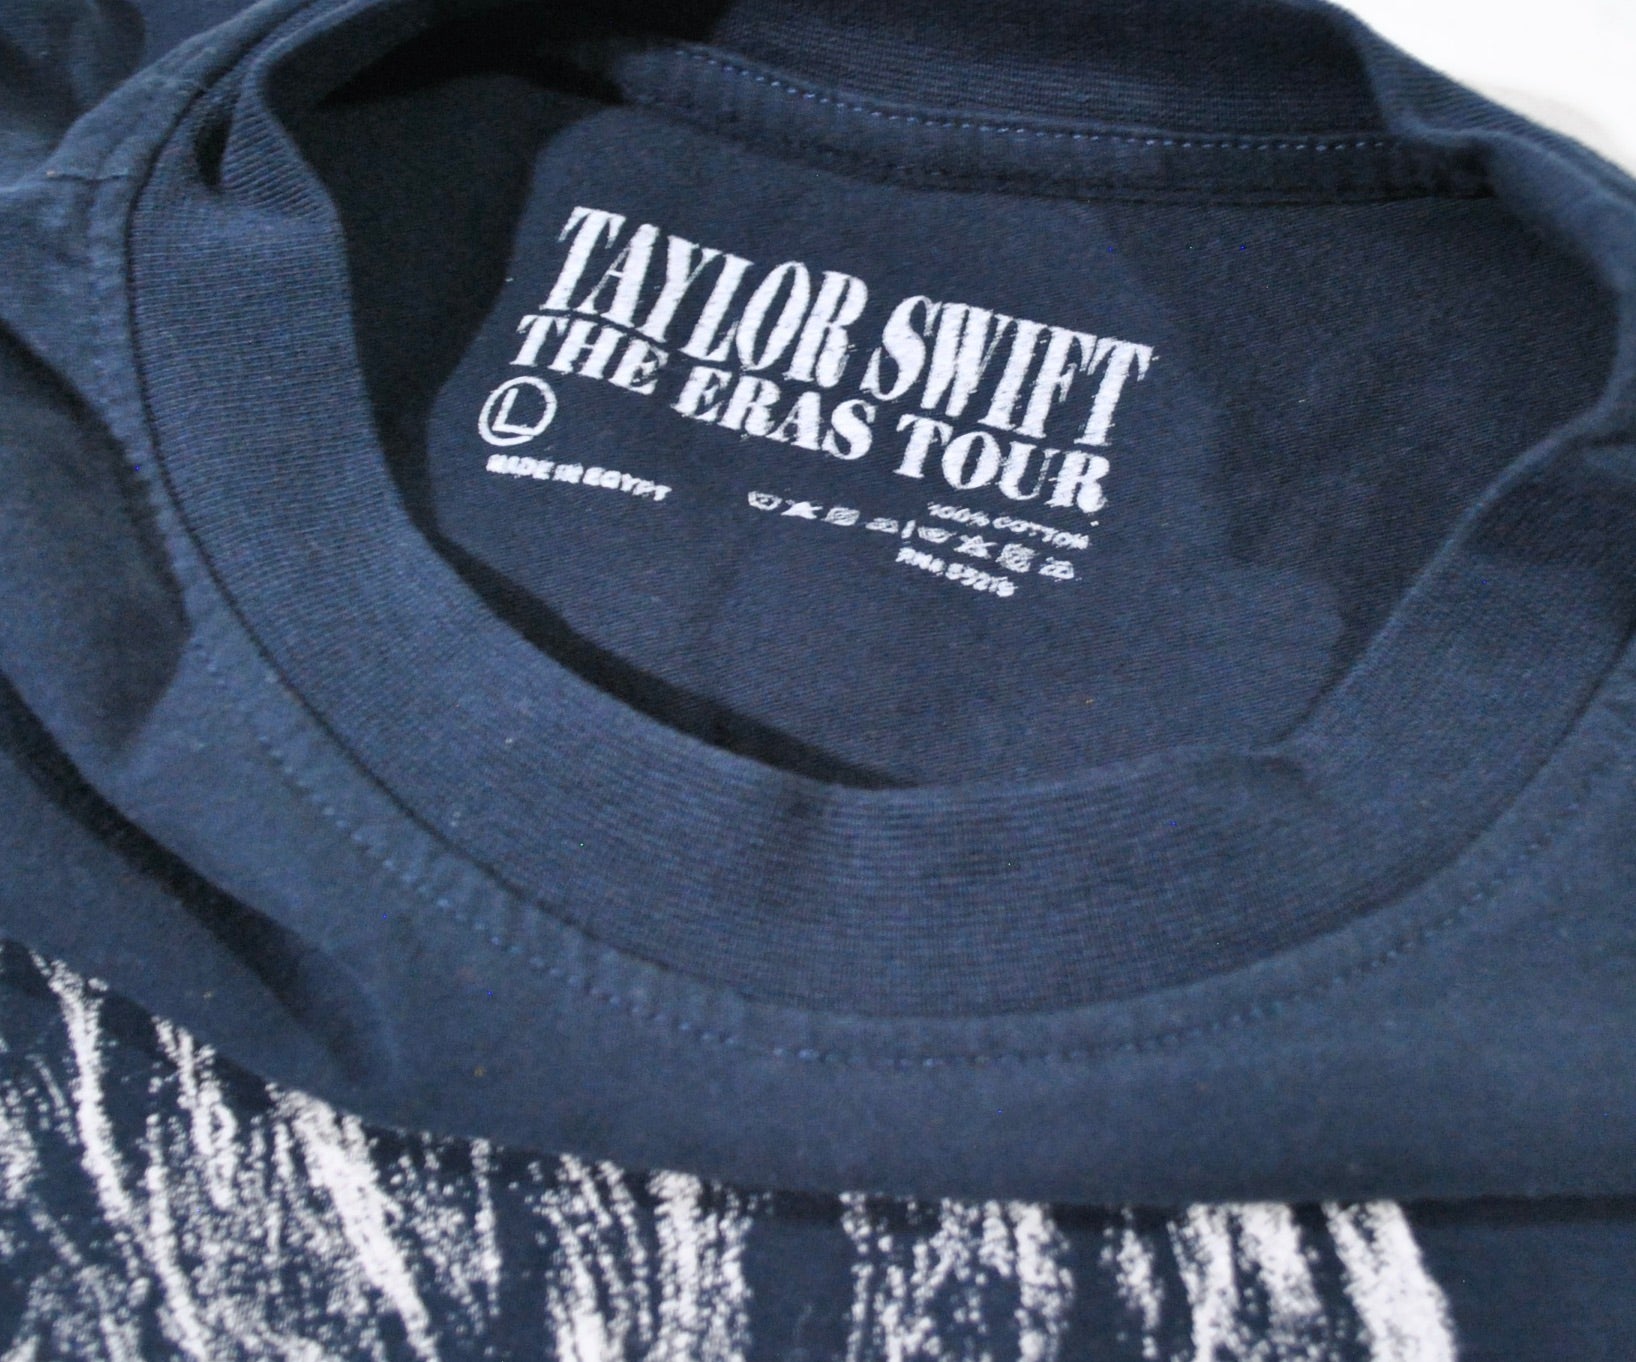 TAYLOR SWIFT
THE ERAS TOUR
L
MADE IN EGYPT
100% COTTON